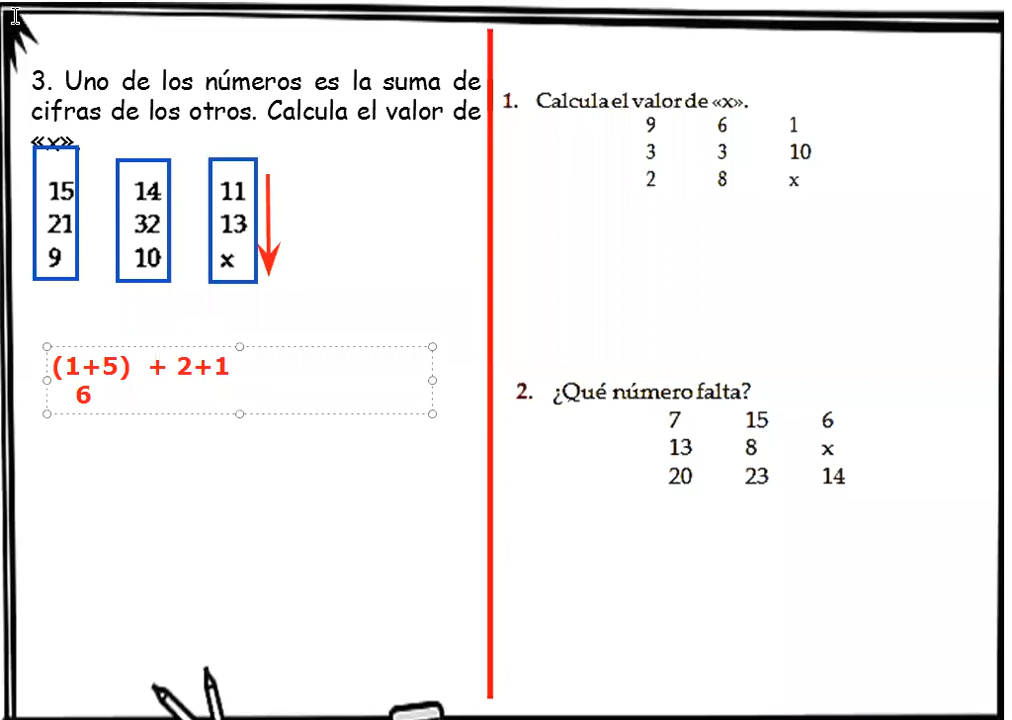 3. Uno de los números es la suma de
cifras de los otros. Calcula el valor de
«x».
15 14 11
21 32 13
9 10 x
(1+5) + 2+1
6
1. Calcula el valor de «x».
9 6 1
3 3 10
2 8 x
2. ¿Qué número falta?
7 15 6
13 8 x
20 23 14